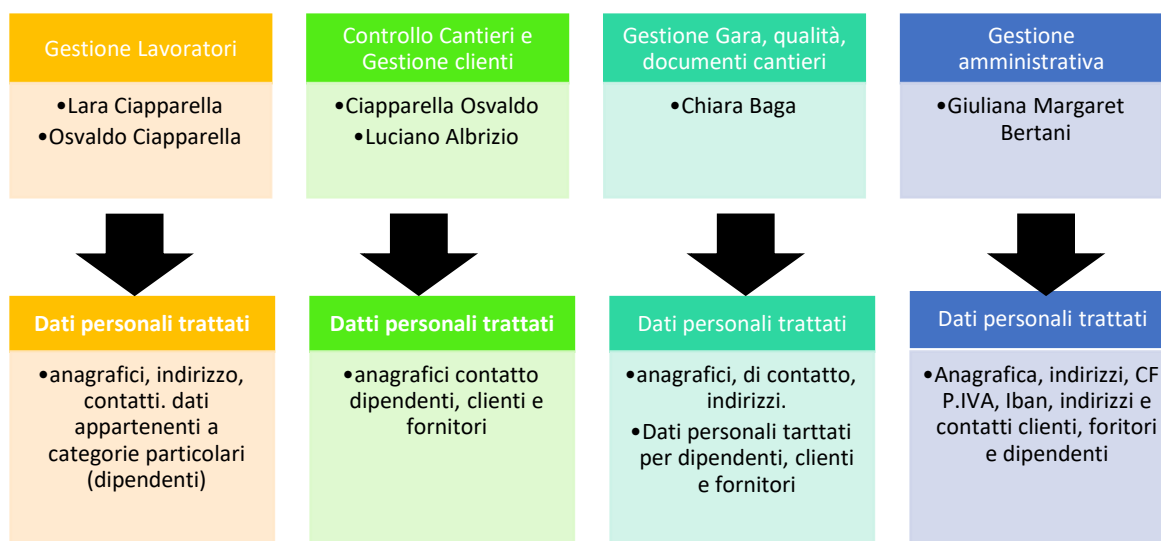 Gestione Lavoratori
•Lara Ciapparella
•Osvaldo Ciapparella
Controllo Cantieri e
Gestione clienti
•Ciapparella Osvaldo
•Luciano Albrizio
Gestione Gara, qualità,
documenti cantieri
•Chiara Baga
Gestione
amministrativa
•Giuliana Margaret
Bertani
Dati personali trattati
•anagrafici, indirizzo,
contatti. dati
appartenenti a
categorie particolari
(dipendenti)
Datti personali trattati
•anagrafici contatto
dipendenti, clienti e
fornitori
Dati personali trattati
•anagrafici, di contatto,
indirizzi.
•Dati personali tarttati
per dipendenti, clienti
e fornitori
Dati personali trattati
•Anagrafica, indirizzi, CF
P.IVA, Iban, indirizzi e
contatti clienti, foritori
e dipendenti